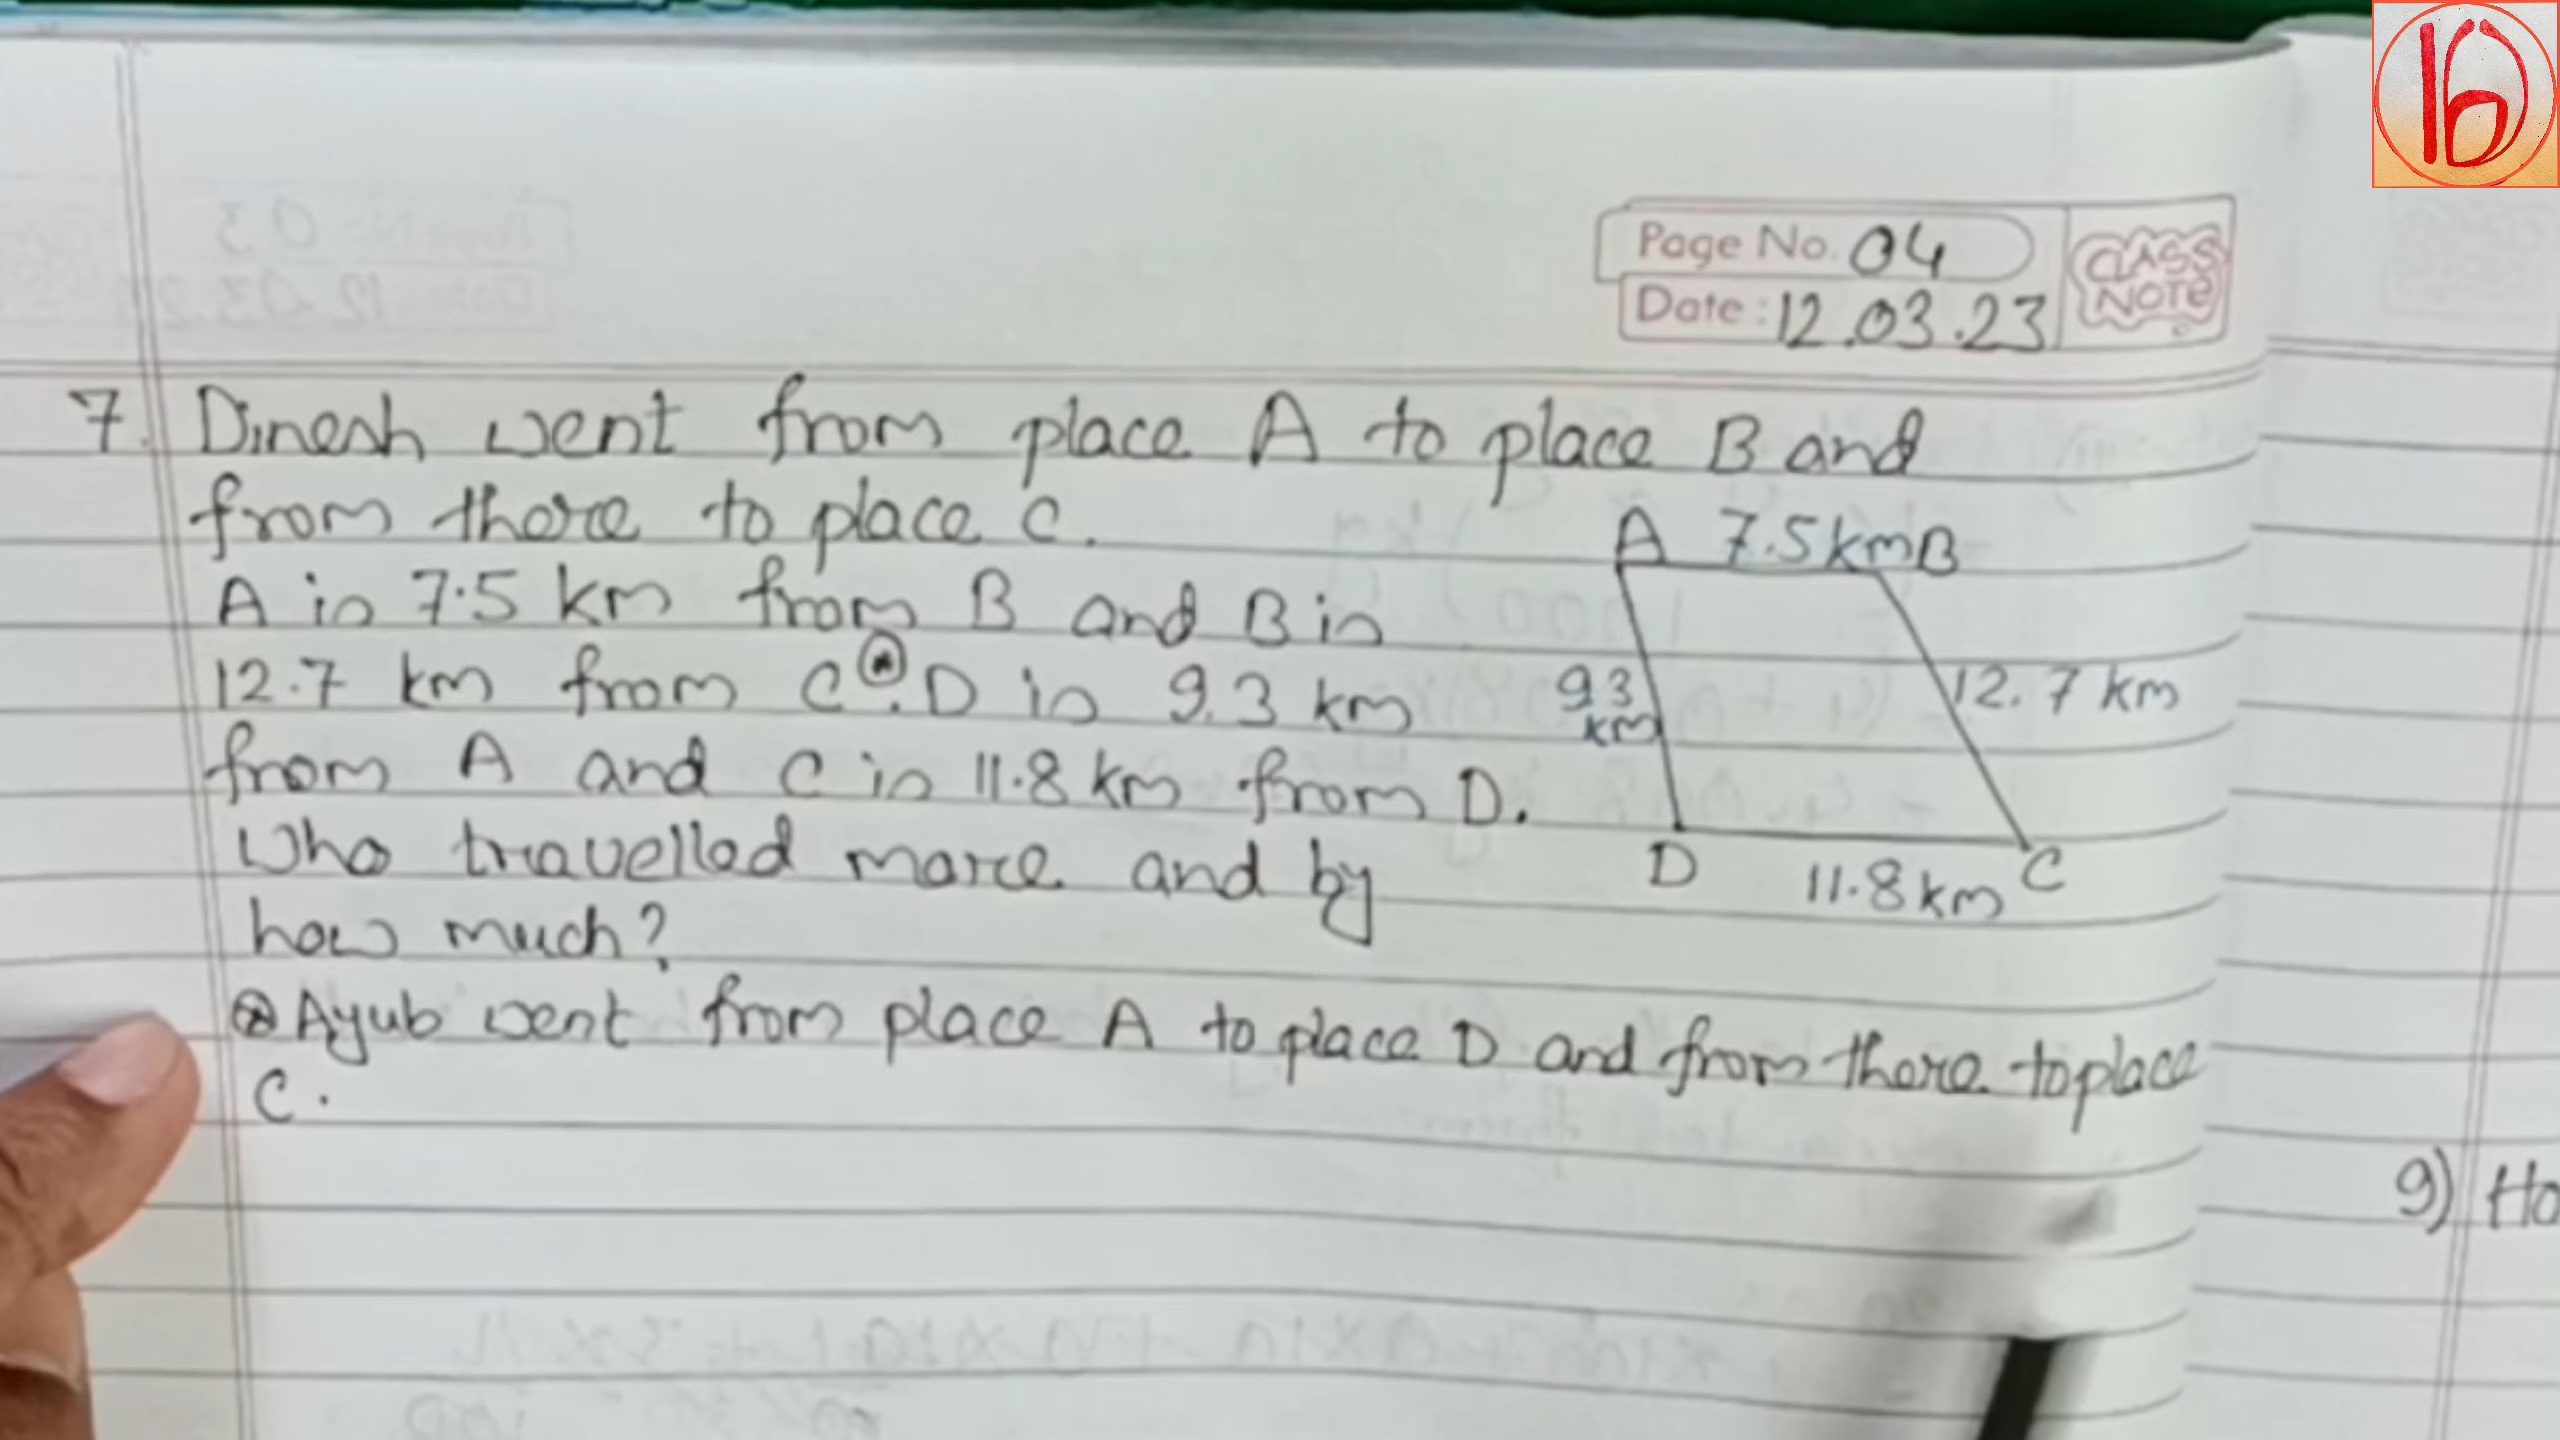 Page No. 04
Date: 12.03.23
CLASS
NOTE
7. Dinesh went from place A to place B and
from there to place C.
A is 7.5 km from B and B is
12.7 km from C. D is 9.3 km
from A and C is 11.8 km from D.
Who travelled more and by
how much?
Ayub went from place A to place D and from there to place
C.
A 7.5 km B
9.3
km
12.7 km
D 11.8 km C
9) Ho